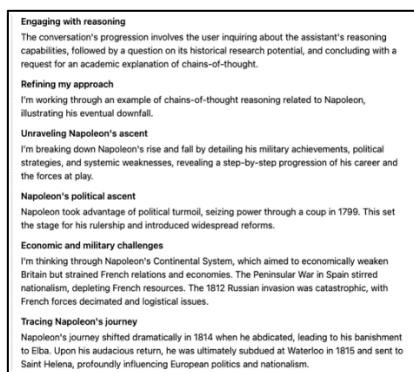 Engaging with reasoning
The conversation's progression involves the user inquiring about the assistant's reasoning
capabilities, followed by a question on its historical research potential, and concluding with a
request for an academic explanation of chains-of-thought.
Refining my approach
I'm working through an example of chains-of-thought reasoning related to Napoleon,
illustrating his eventual downfall.
Unraveling Napoleon's ascent
I'm breaking down Napoleon's rise and fall by detailing his military achievements, political
strategies, and systemic weaknesses, revealing a step-by-step progression of his career and
the forces at play.
Napoleon's political ascent
Napoleon took advantage of political turmoil, seizing power through a coup in 1799. This set
the stage for his rulership and introduced widespread reforms.
Economic and military challenges
I'm thinking through Napoleon's Continental System, which aimed to economically weaken
Britain but strained French relations and economies. The Peninsular War in Spain stirred
nationalism, depleting French resources. The 1812 Russian invasion was catastrophic, with
French forces decimated and logistical issues.
Tracing Napoleon's journey
Napoleon's journey shifted dramatically in 1814 when he abdicated, leading to his banishment
to Elba. Upon his audacious return, he was ultimately subdued at Waterloo in 1815 and sent to
Saint Helena, profoundly influencing European politics and nationalism.